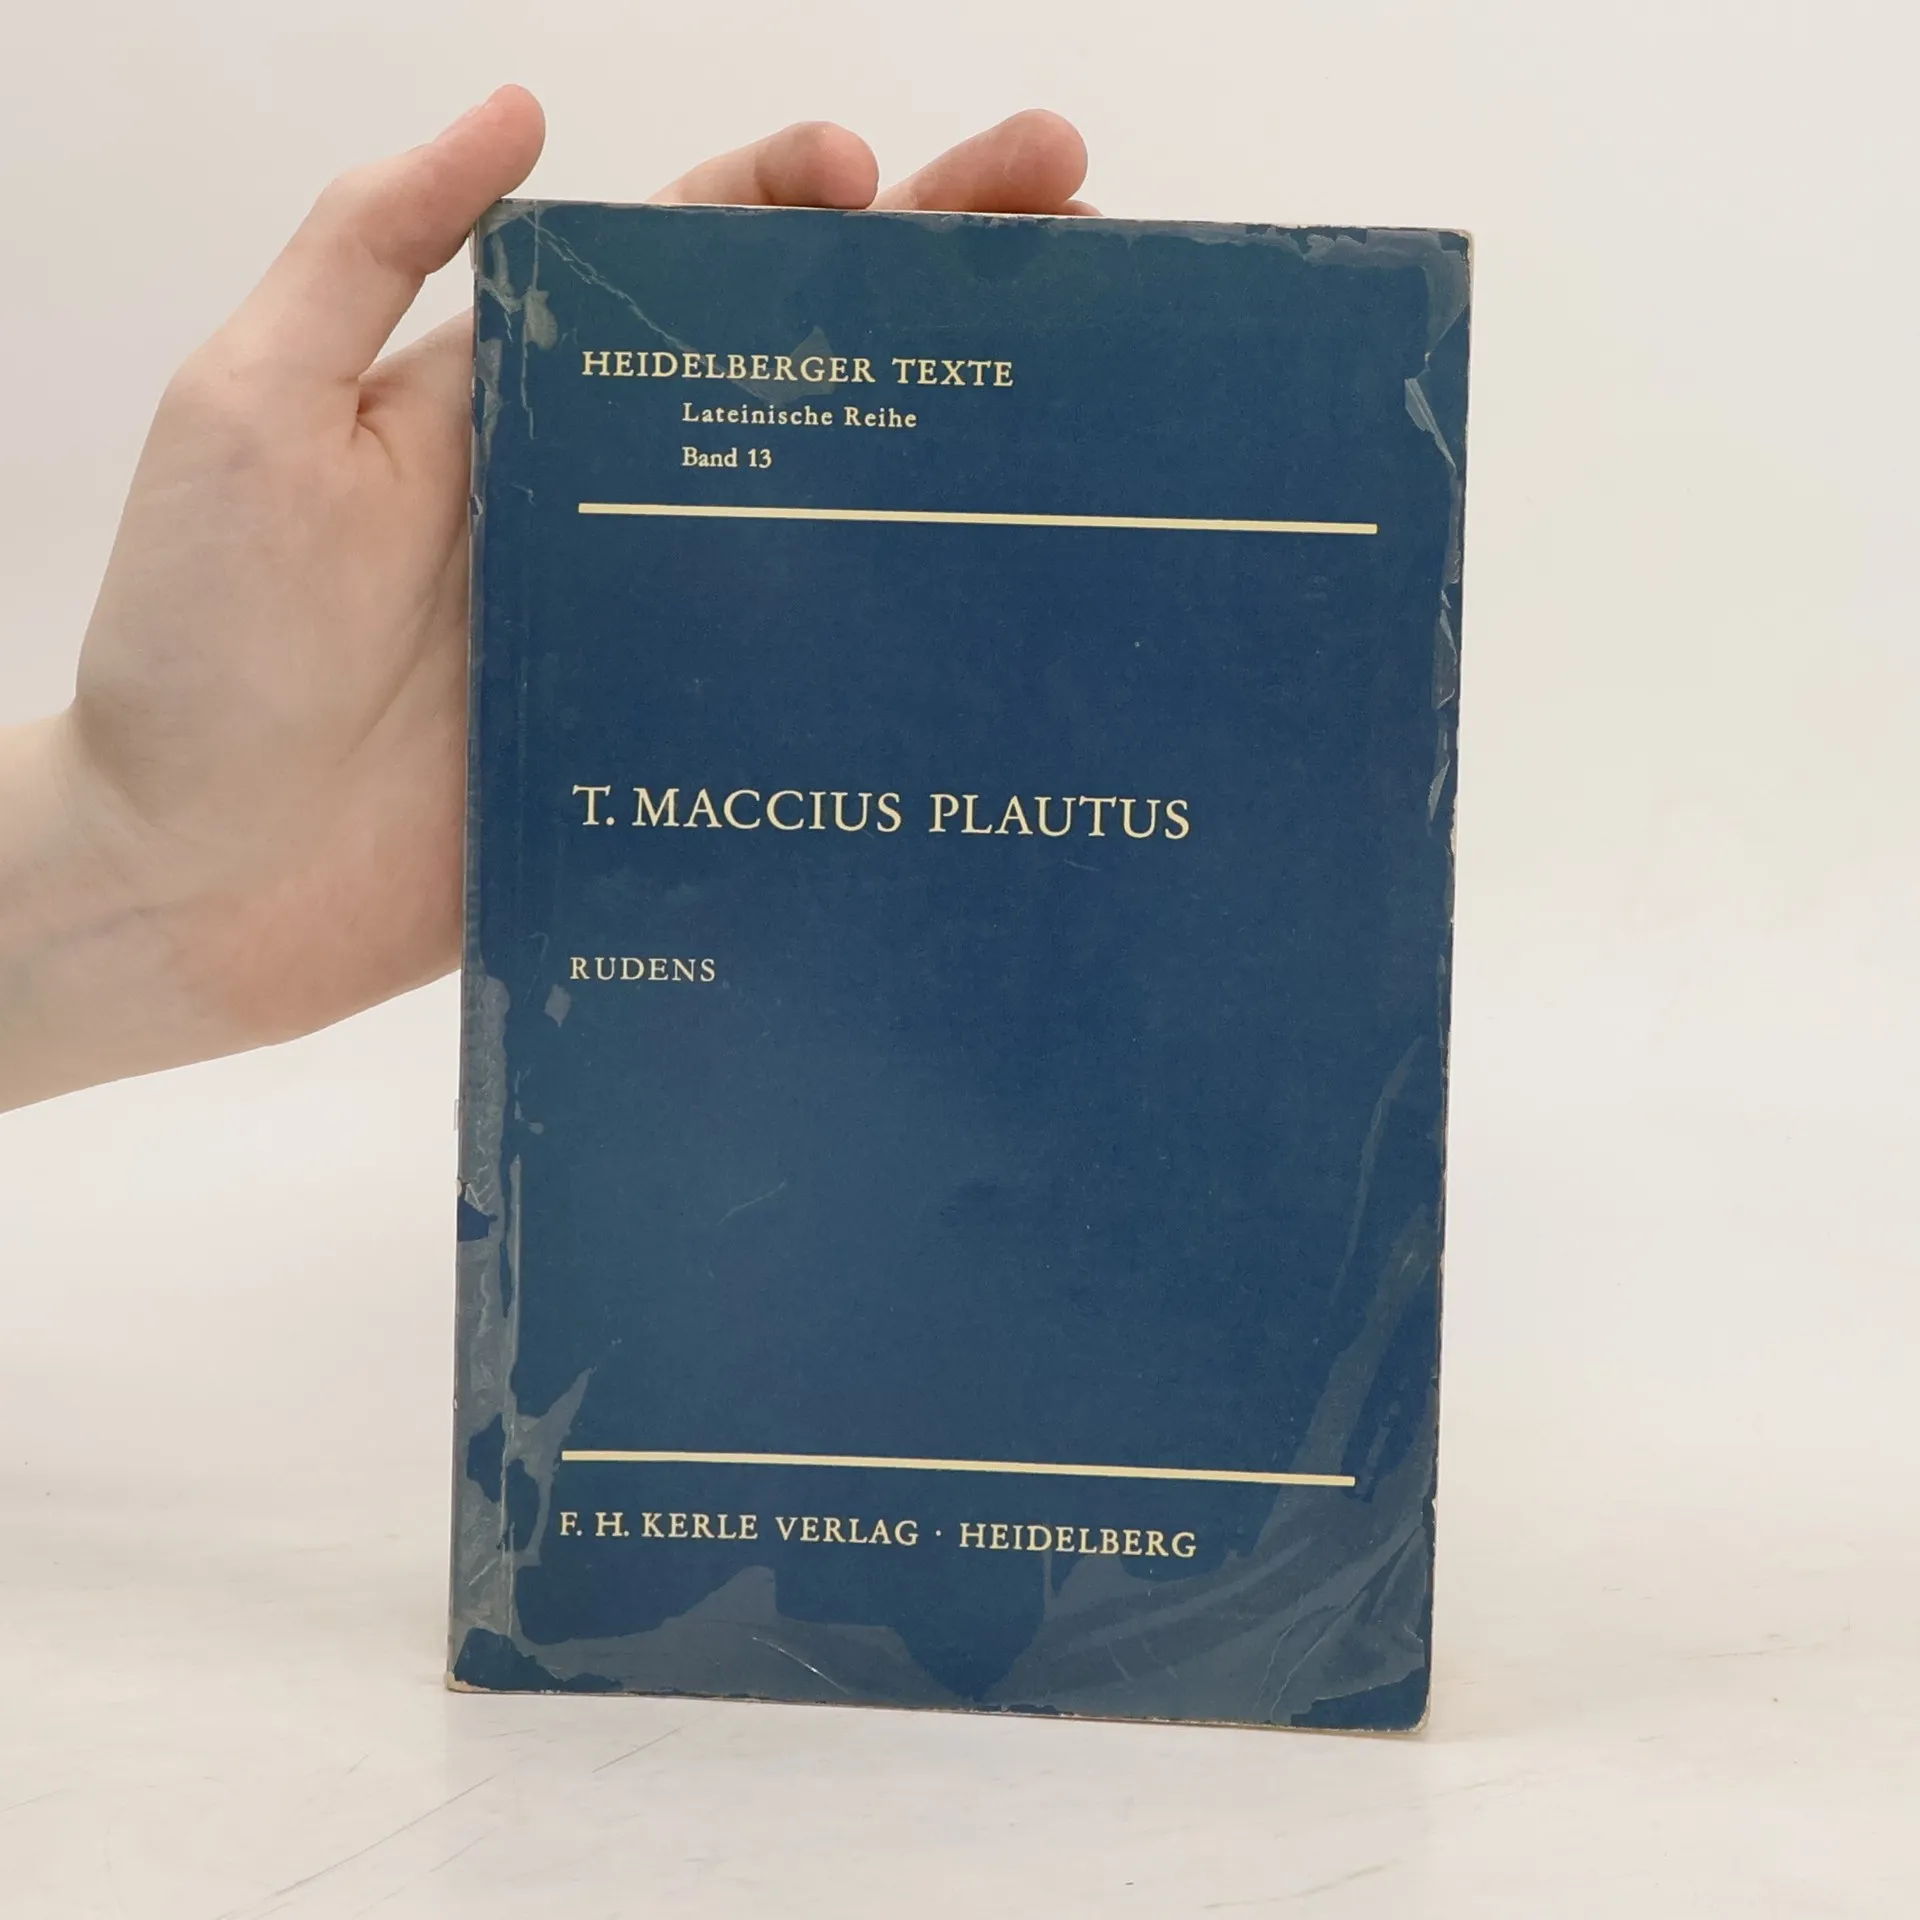 HEIDELBERGER TEXTE
Lateinische Reihe
Band 13
T. MACCIUS PLAUTUS
RUDENS
F. H. KERLE VERLAG · HEIDELBERG